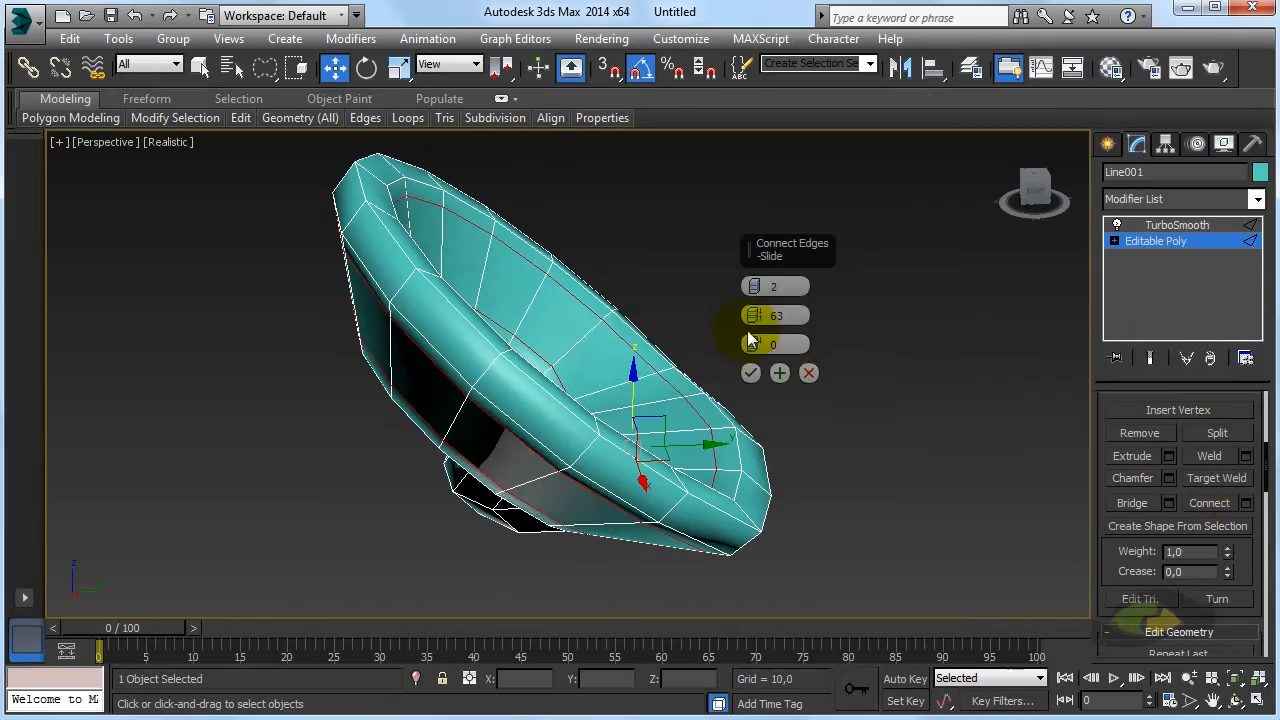 Workspace: Default
Autodesk 3ds Max 2014 x64
Untitled
Type a keyword or phrase
Edit Tools Group Views Create Modifiers Animation Graph Editors Rendering Customize MAXScript Character Help
All
View
3
Create Selection Se
Modeling Freeform Selection Object Paint Populate
Polygon Modeling Modify Selection Edit Geometry (All) Edges Loops Tris Subdivision Align Properties
[+] [Perspective] [Realistic]
Line001
Modifier List
TurboSmooth
Editable Poly
Connect Edges
-Slide
2
63
0
z
y
x
Insert Vertex
Remove Split
Extrude Weld
Chamfer Target Weld
Bridge Connect
Create Shape From Selection
Weight: 1,0
Crease: 0,0
Edit Tri. Turn
- Edit Geometry
Repeat Last
z
0 / 100
0 5 10 15 20 25 30 35 40 45 50 55 60 65 70 75 80 85 90 95 100
1 Object Selected
X: Y: Z:
Grid = 10,0
Auto Key
Selected
Welcome to M
Click or click-and-drag to select objects
Add Time Tag
Set Key
Key Filters...
0